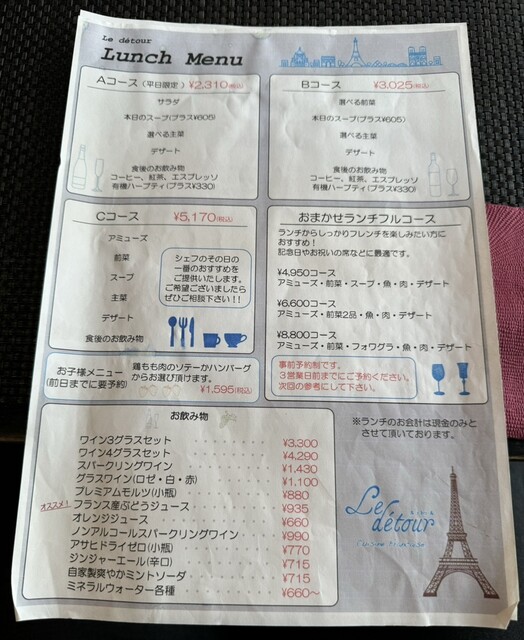 Le détour
Lunch Menu
Aコース (平日限定) ¥2,310(税込)
サラダ
本日のスープ(プラス¥605)
選べる主菜
デザート
食後のお飲み物
コーヒー、紅茶、エスプレッソ
有機ハーブティ(プラス¥330)
Bコース ¥3,025(税込)
選べる前菜
本日のスープ(プラス¥605)
選べる主菜
デザート
食後のお飲み物
コーヒー、紅茶、エスプレッソ
有機ハーブティ(プラス¥330)
Cコース ¥5,170(税込)
アミューズ
前菜
スープ
主菜
デザート
食後のお飲み物
シェフのその日の
一番のおすすめを
ご提供いたします。
ご希望ございましたら
ぜひご相談下さい!!
おまかせランチフルコース
ランチからしっかりフレンチを楽しみたい方に
おすすめ!
記念日やお祝いの席などに最適です。
¥4,950コース
アミューズ・前菜・スープ・魚・肉・デザート
¥6,600コース
アミューズ・前菜2品・魚・肉・デザート
¥8,800コース
アミューズ・前菜・フォワグラ・魚・肉・デザート
事前予約制です。
3営業日前までにご予約ください。
次回の参考にして下さい。
お子様メニュー
(前日までに要予約)
鶏もも肉のソテーかハンバーグ
からお選び頂けます。
¥1,595(税込)
お飲み物
ワイン3グラスセット ¥3,300
ワイン4グラスセット ¥4,290
スパークリングワイン ¥1,430
グラスワイン(ロゼ・白・赤) ¥1,100
プレミアムモルツ(小瓶) ¥880
オススメ! フランス産ぶどうジュース ¥935
オレンジジュース ¥660
ノンアルコールスパークリングワイン ¥990
アサヒドライゼロ(小瓶) ¥770
ジンジャーエール(辛口) ¥715
自家製爽やかミントソーダ ¥715
ミネラルウォーター各種 ¥660~
※ランチのお会計は現金のみと
させて頂いております。
Le
détour